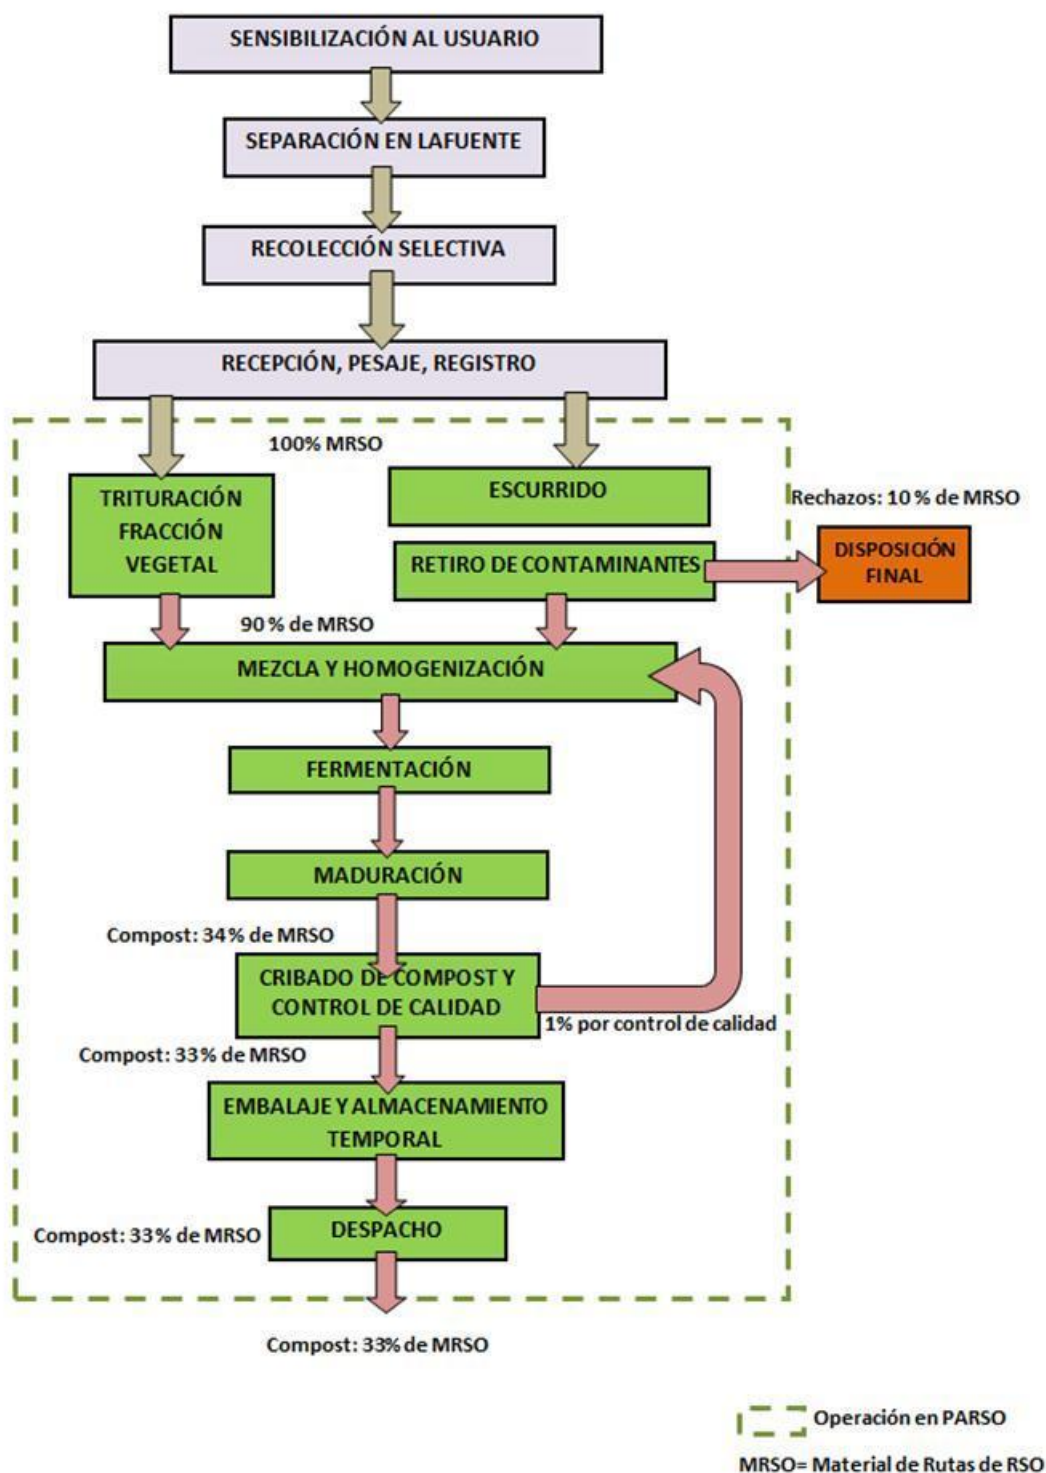 SENSIBILIZACIÓN AL USUARIO
SEPARACIÓN EN LAFUENTE
RECOLECCIÓN SELECTIVA
RECEPCIÓN, PESAJE, REGISTRO
100% MRSO
TRITURACIÓN
FRACCIÓN
VEGETAL
ESCURRIDO
Rechazos: 10 % de MRSO
RETIRO DE CONTAMINANTES
DISPOSICIÓN
FINAL
90 % de MRSO
MEZCLA Y HOMOGENIZACIÓN
FERMENTACIÓN
MADURACIÓN
Compost: 34% de MRSO
CRIBADO DE COMPOST Y
CONTROL DE CALIDAD
1% por control de calidad
Compost: 33% de MRSO
EMBALAJE Y ALMACENAMIENTO
TEMPORAL
DESPACHO
Compost: 33% de MRSO
Compost: 33% de MRSO
Operación en PARSO
MRSO= Material de Rutas de RSO